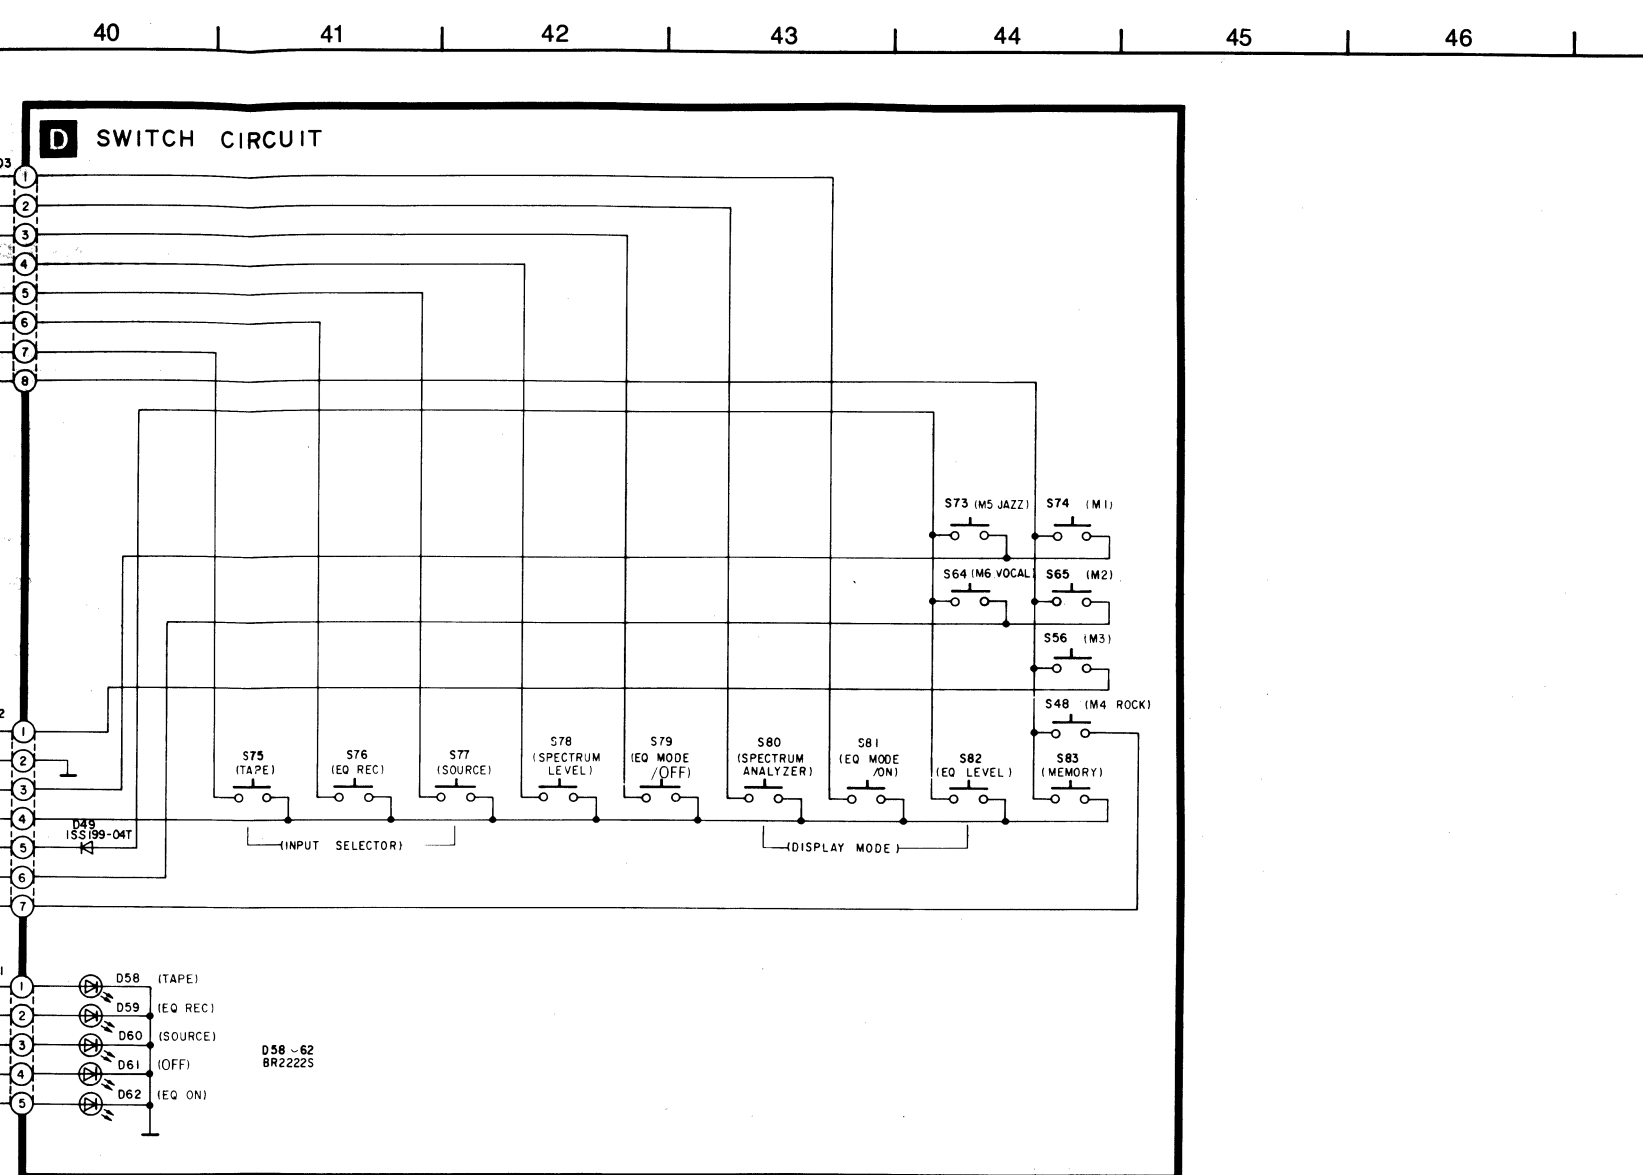 40 41 42 43 44 45 46
D SWITCH CIRCUIT
03
1
2
3
4
5
6
7
8
S73 (M5 JAZZ) S74 (M1)
S64 (M6 VOCAL) S65 (M2)
S56 (M3)
S48 (M4 ROCK)
2
1
2
3
4
5
6
7
S75
(TAPE)
S76
(EQ REC)
S77
(SOURCE)
S78
(SPECTRUM
LEVEL)
S79
(EQ MODE
/OFF)
S80
(SPECTRUM
ANALYZER)
S81
(EQ MODE
/ON)
S82
(EQ LEVEL)
S83
(MEMORY)
D49
1SS199-04T
(INPUT SELECTOR)
(DISPLAY MODE)
1
1 D58 (TAPE)
2 D59 (EQ REC)
3 D60 (SOURCE)
4 D61 (OFF)
5 D62 (EQ ON)
D58~62
BR2222S